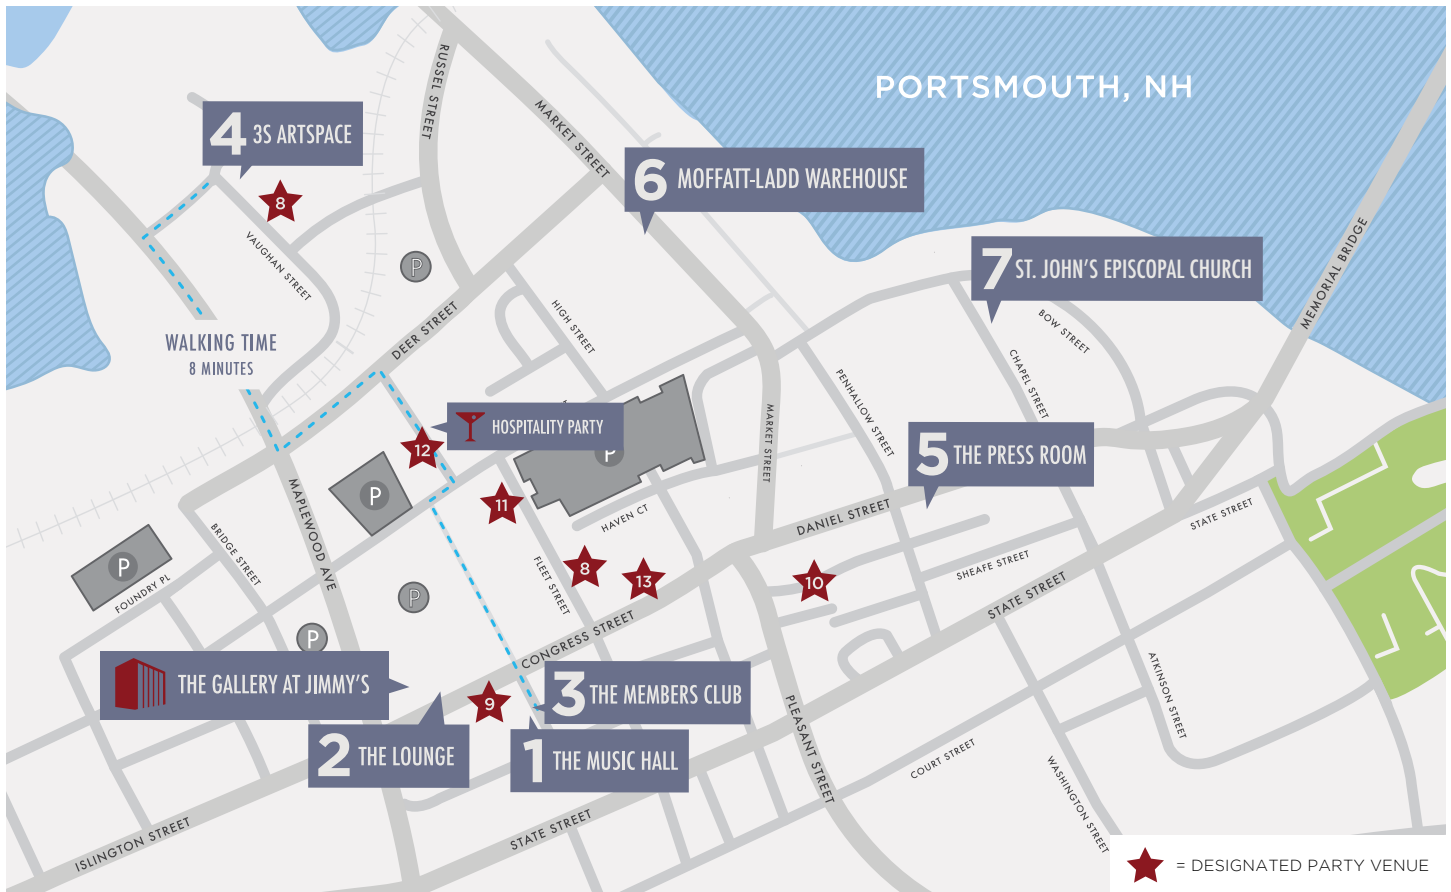 PORTSMOUTH, NH
RUSSEL STREET
MARKET STREET
4 3S ARTSPACE
8
6 MOFFATT-LADD WAREHOUSE
VAUGHAN STREET
P
7 ST. JOHN'S EPISCOPAL CHURCH
MEMORIAL BRIDGE
HIGH STREET
BOW STREET
DEER STREET
WALKING TIME
8 MINUTES
CHAPEL STREET
PENHALLOW STREET
MARKET STREET
HOSPITALITY PARTY
12
P
5 THE PRESS ROOM
P
11
MAPLEWOOD AVE
HAVEN CT
DANIEL STREET
STATE STREET
BRIDGE STREET
P
FOUNDRY PL
FLEET STREET
8
13
10
SHEAFE STREET
STATE STREET
P
P
CONGRESS STREET
THE GALLERY AT JIMMY'S
9
3 THE MEMBERS CLUB
ATKINSON STREET
2 THE LOUNGE
1 THE MUSIC HALL
PLEASANT STREET
COURT STREET
WASHINGTON STREET
ISLINGTON STREET
STATE STREET
= DESIGNATED PARTY VENUE